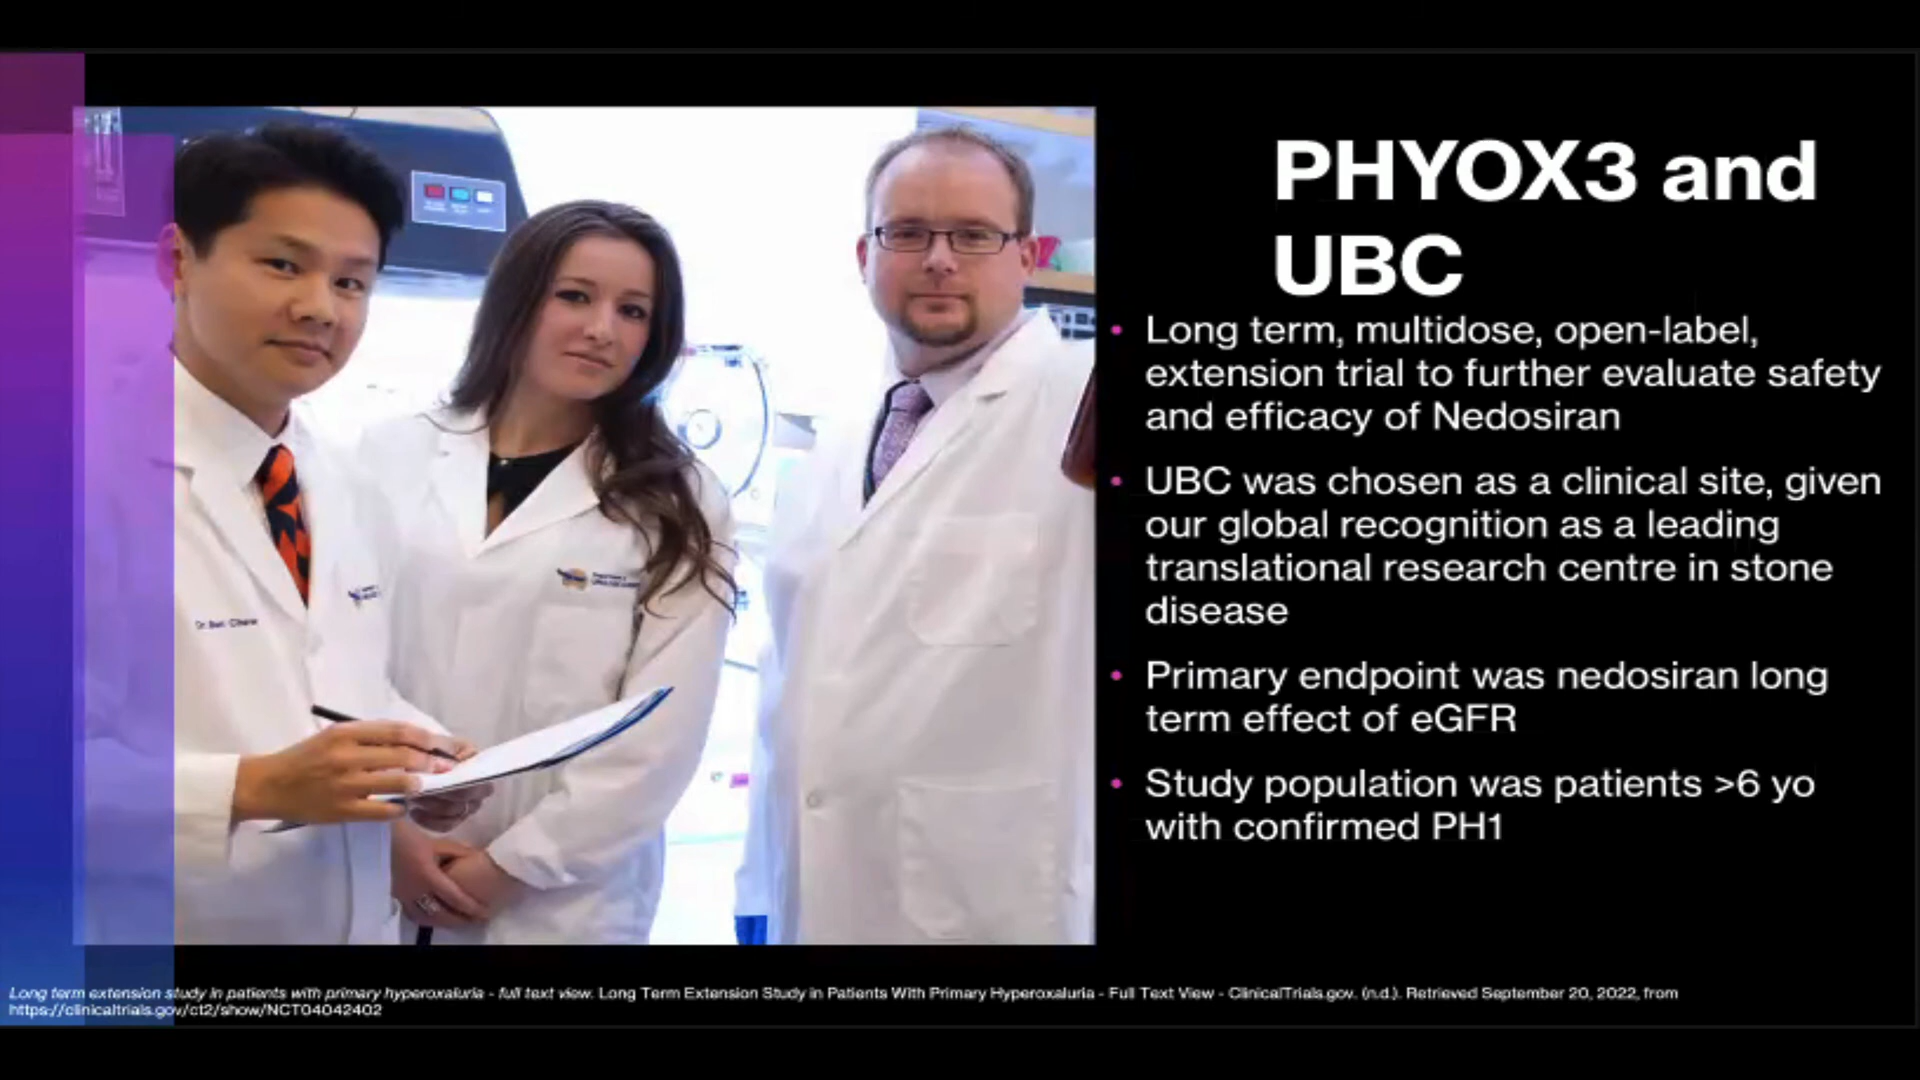 PHYOX3 and
UBC
• Long term, multidose, open-label,
extension trial to further evaluate safety
and efficacy of Nedosiran
• UBC was chosen as a clinical site, given
our global recognition as a leading
translational research centre in stone
disease
• Primary endpoint was nedosiran long
term effect of eGFR
• Study population was patients >6 yo
with confirmed PH1
Dr. Ben Chew
Long term extension study in patients with primary hyperoxaluria - full text view. Long Term Extension Study in Patients With Primary Hyperoxaluria - Full Text View - ClinicalTrials.gov. (n.d.). Retrieved September 20, 2022, from
https://clinicaltrials.gov/ct2/show/NCT04042402